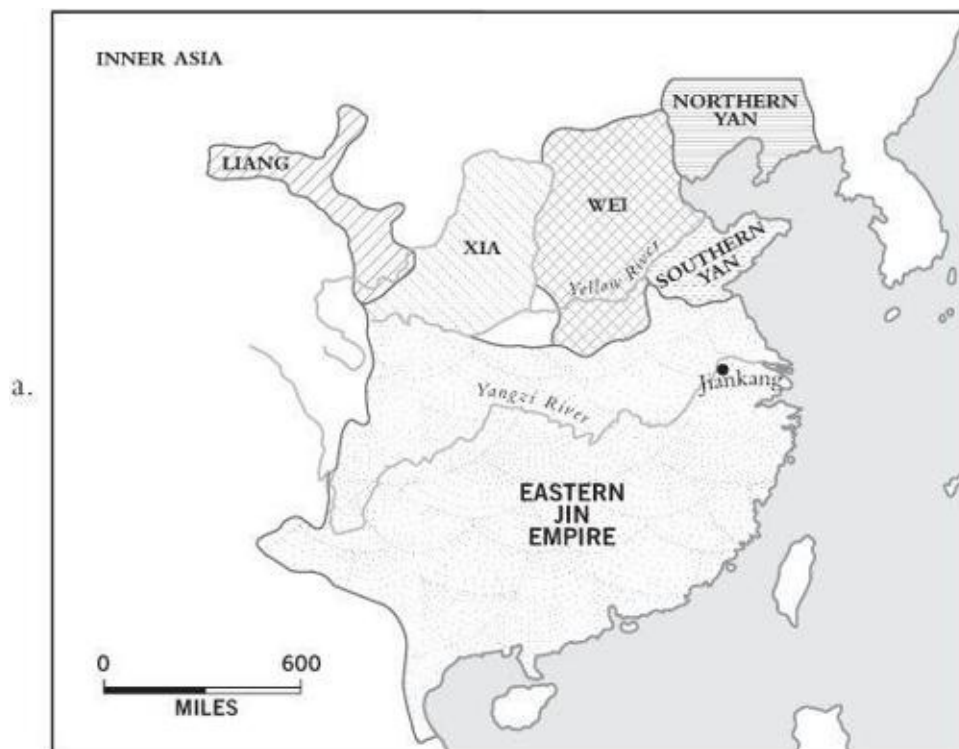 INNER ASIA
NORTHERN
YAN
LIANG
WEI
XIA
SOUTHERN
YAN
Yellow River
a.
Jiankang
Yangzi River
EASTERN
JIN
EMPIRE
0 600
MILES